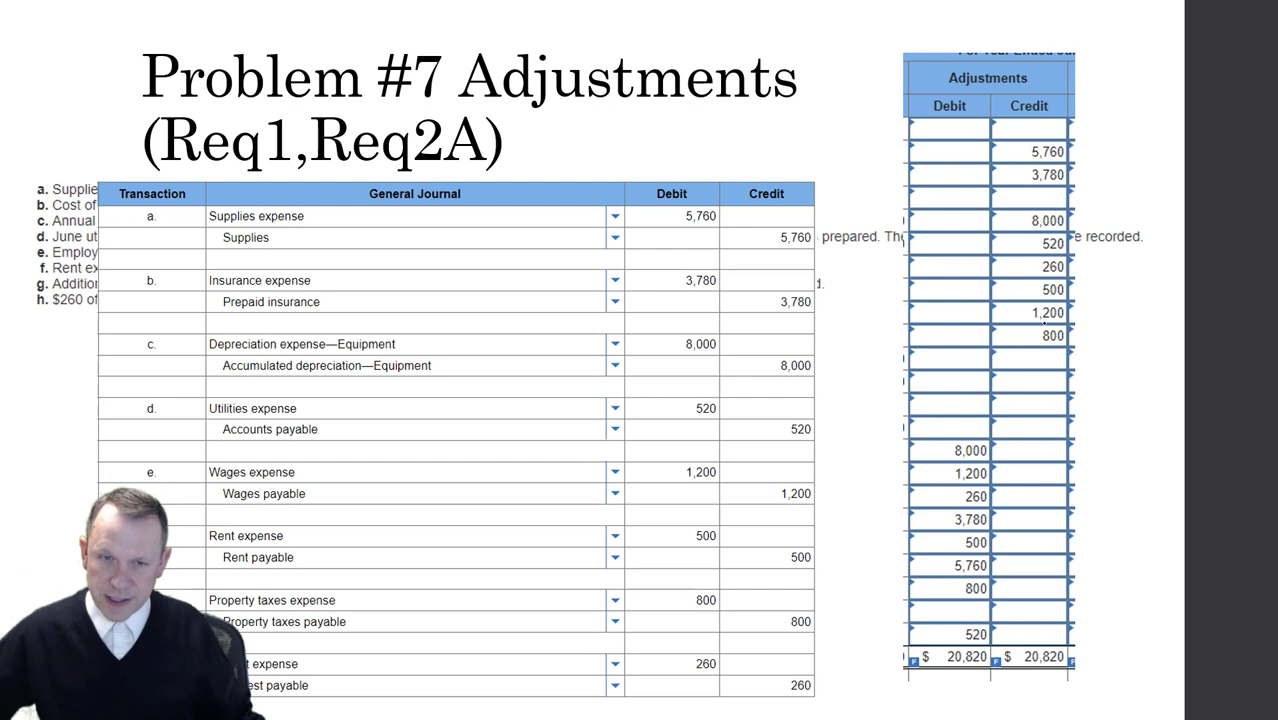 Problem #7 Adjustments
(Req1,Req2A)
a. Supplie
b. Cost of
c. Annual
d. June ut
prepared. The
e recorded.
e. Employ
f. Rent ex
g. Addition
h. $260 of
Transaction General Journal Debit Credit
a. Supplies expense 5,760
Supplies 5,760
b. Insurance expense 3,780
Prepaid insurance 3,780
c. Depreciation expense—Equipment 8,000
Accumulated depreciation—Equipment 8,000
d. Utilities expense 520
Accounts payable 520
e. Wages expense 1,200
Wages payable 1,200
Rent expense 500
Rent payable 500
Property taxes expense 800
Property taxes payable 800
expense 260
est payable 260
Adjustments
Debit Credit
5,760
3,780
8,000
520
260
500
1,200
800
8,000
1,200
260
3,780
500
5,760
800
520
$ 20,820 $ 20,820